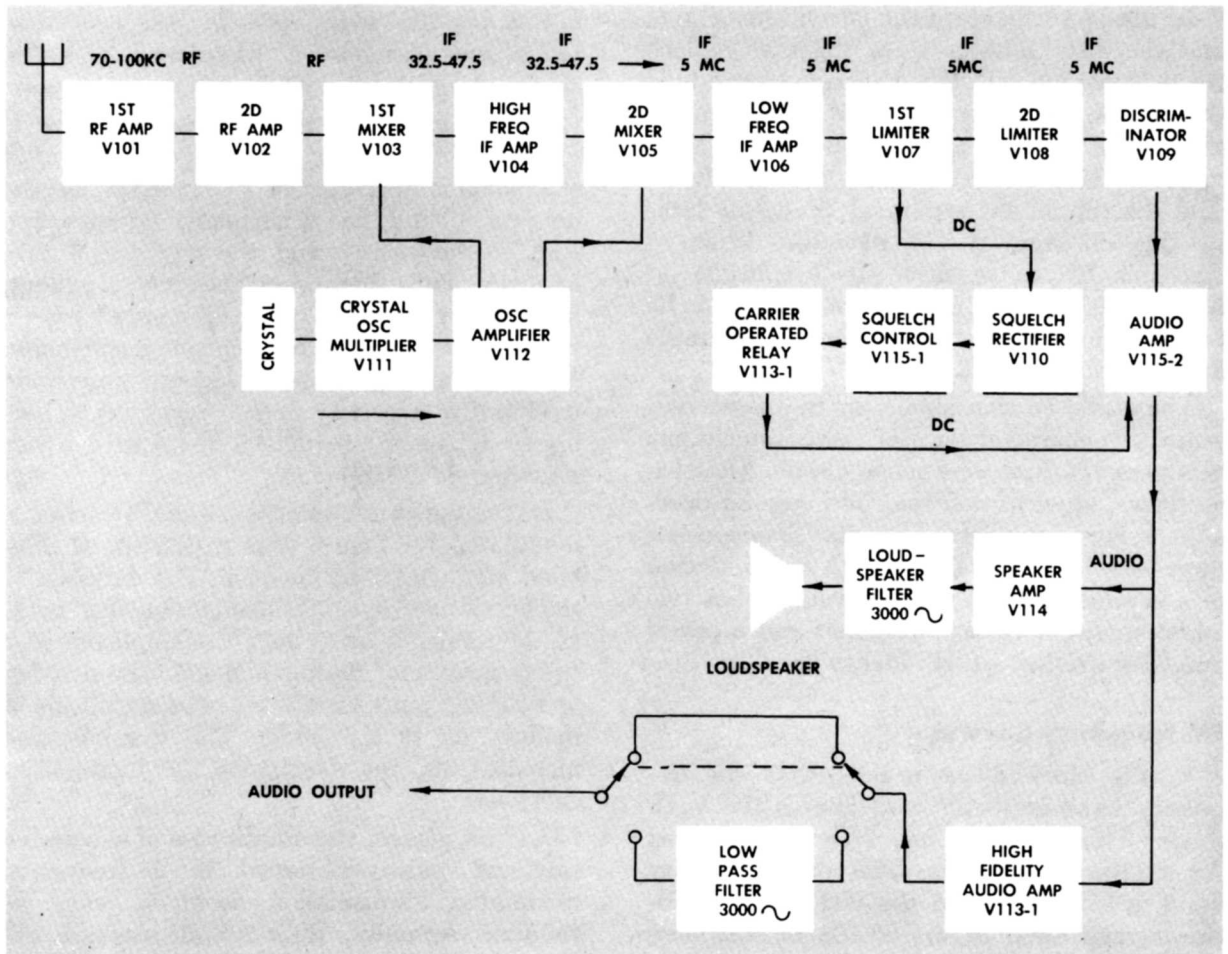 70-100KC RF
RF
IF
32.5-47.5
IF
32.5-47.5
IF
5 MC
IF
5 MC
IF
5MC
IF
5 MC
1ST
RF AMP
V101
2D
RF AMP
V102
1ST
MIXER
V103
HIGH
FREQ
IF AMP
V104
2D
MIXER
V105
LOW
FREQ
IF AMP
V106
1ST
LIMITER
V107
2D
LIMITER
V108
DISCRIM-
INATOR
V109
DC
CRYSTAL
CRYSTAL
OSC
MULTIPLIER
V111
OSC
AMPLIFIER
V112
CARRIER
OPERATED
RELAY
V113-1
SQUELCH
CONTROL
V115-1
SQUELCH
RECTIFIER
V110
AUDIO
AMP
V115-2
DC
LOUD-
SPEAKER
FILTER
3000
SPEAKER
AMP
V114
AUDIO
LOUDSPEAKER
AUDIO OUTPUT
LOW
PASS
FILTER
3000
HIGH
FIDELITY
AUDIO AMP
V113-1